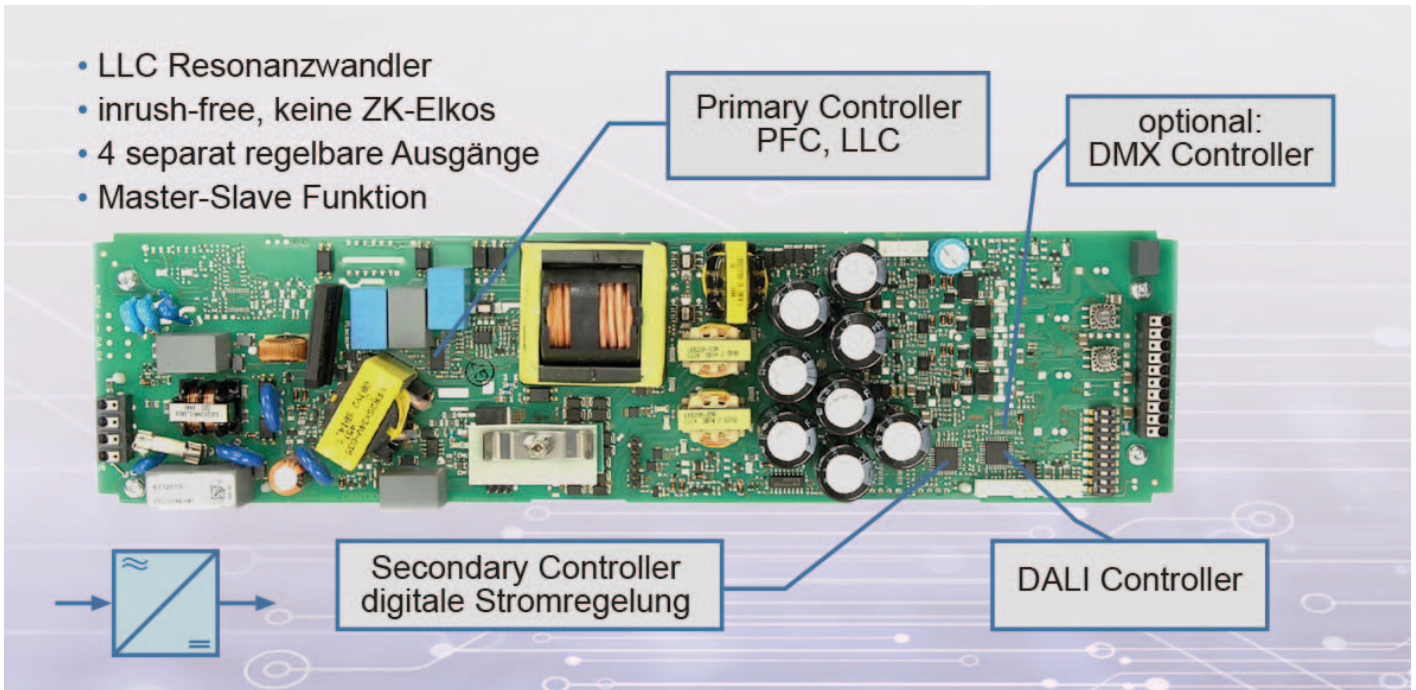 • LLC Resonanzwandler
• inrush-free, keine ZK-Elkos
• 4 separat regelbare Ausgänge
• Master-Slave Funktion
Primary Controller
PFC, LLC
optional:
DMX Controller
Secondary Controller
digitale Stromregelung
DALI Controller